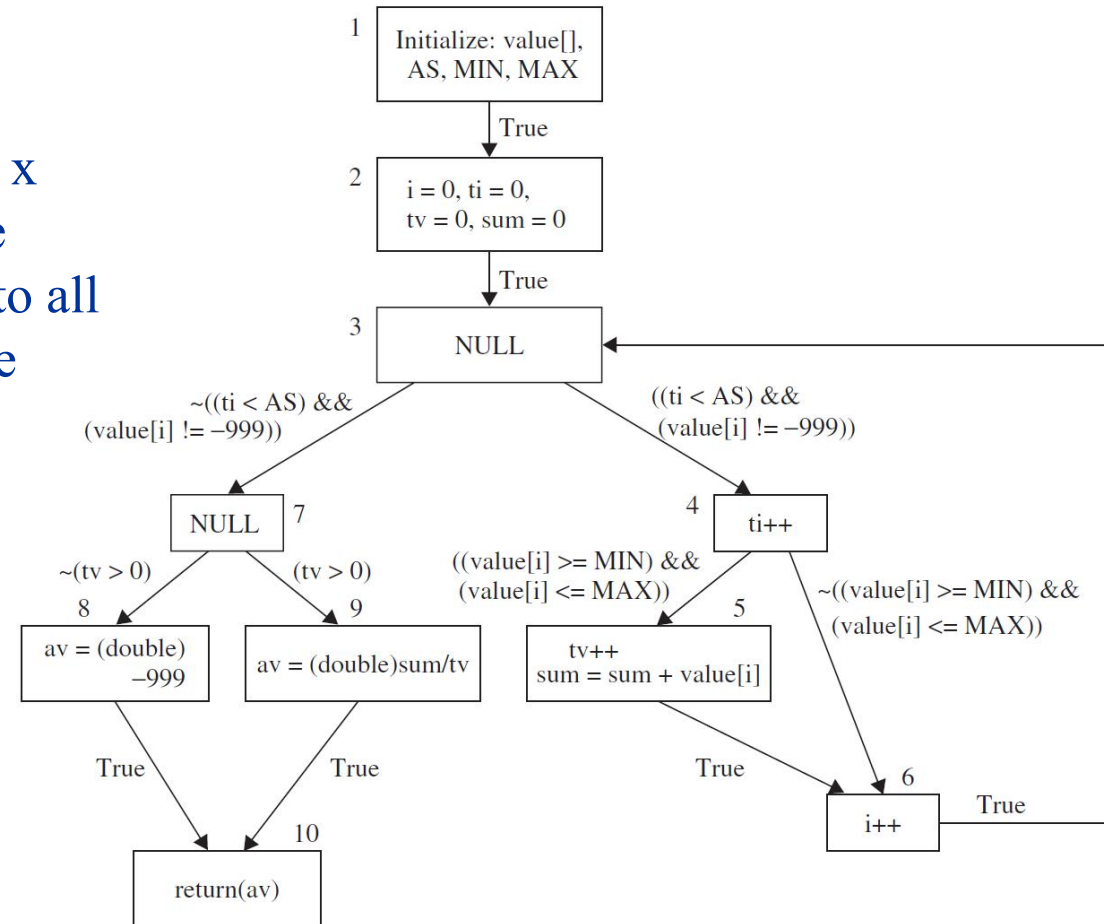 x
e
to all
e
1
Initialize: value[],
AS, MIN, MAX
True
2
i = 0, ti = 0,
tv = 0, sum = 0
True
3
NULL
~((ti < AS) &&
(value[i] != −999))
((ti < AS) &&
(value[i] != −999))
NULL
7
4
ti++
~(tv > 0)
(tv > 0)
((value[i] >= MIN) &&
(value[i] <= MAX))
~((value[i] >= MIN) &&
(value[i] <= MAX))
8
av = (double)
−999
9
av = (double)sum/tv
5
tv++
sum = sum + value[i]
True
True
True
6
i++
True
10
return(av)